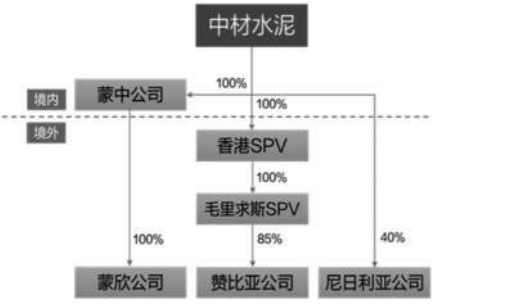 中材水泥
100%
蒙中公司
境内
100%
境外
香港SPV
100%
毛里求斯SPV
100%
85%
40%
蒙欣公司
赞比亚公司
尼日利亚公司